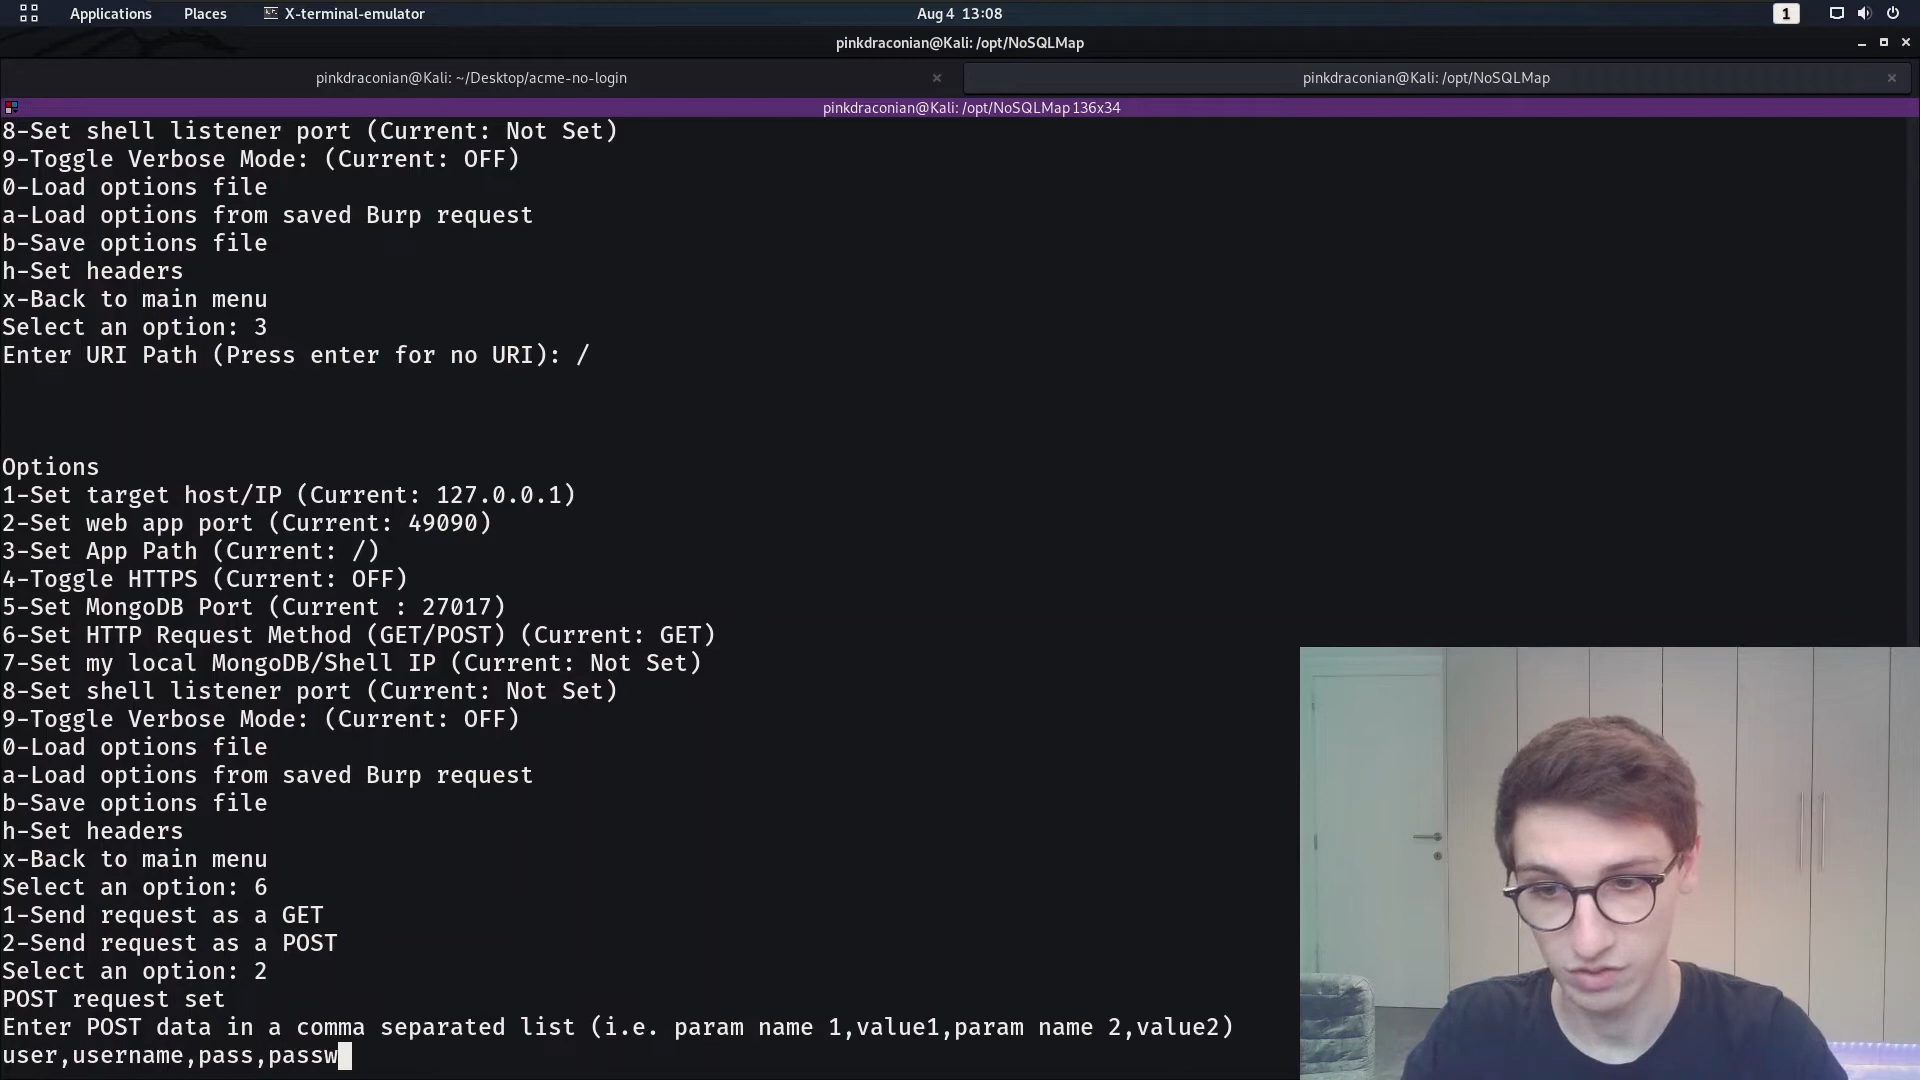 Applications Places X-terminal-emulator Aug 4 13:08 1
pinkdraconian@Kali: /opt/NoSQLMap
pinkdraconian@Kali: ~/Desktop/acme-no-login × pinkdraconian@Kali: /opt/NoSQLMap ×
pinkdraconian@Kali: /opt/NoSQLMap 136x34
8-Set shell listener port (Current: Not Set)
9-Toggle Verbose Mode: (Current: OFF)
0-Load options file
a-Load options from saved Burp request
b-Save options file
h-Set headers
x-Back to main menu
Select an option: 3
Enter URI Path (Press enter for no URI): /
Options
1-Set target host/IP (Current: 127.0.0.1)
2-Set web app port (Current: 49090)
3-Set App Path (Current: /)
4-Toggle HTTPS (Current: OFF)
5-Set MongoDB Port (Current : 27017)
6-Set HTTP Request Method (GET/POST) (Current: GET)
7-Set my local MongoDB/Shell IP (Current: Not Set)
8-Set shell listener port (Current: Not Set)
9-Toggle Verbose Mode: (Current: OFF)
0-Load options file
a-Load options from saved Burp request
b-Save options file
h-Set headers
x-Back to main menu
Select an option: 6
1-Send request as a GET
2-Send request as a POST
Select an option: 2
POST request set
Enter POST data in a comma separated list (i.e. param name 1,value1,param name 2,value2)
user,username,pass,passw